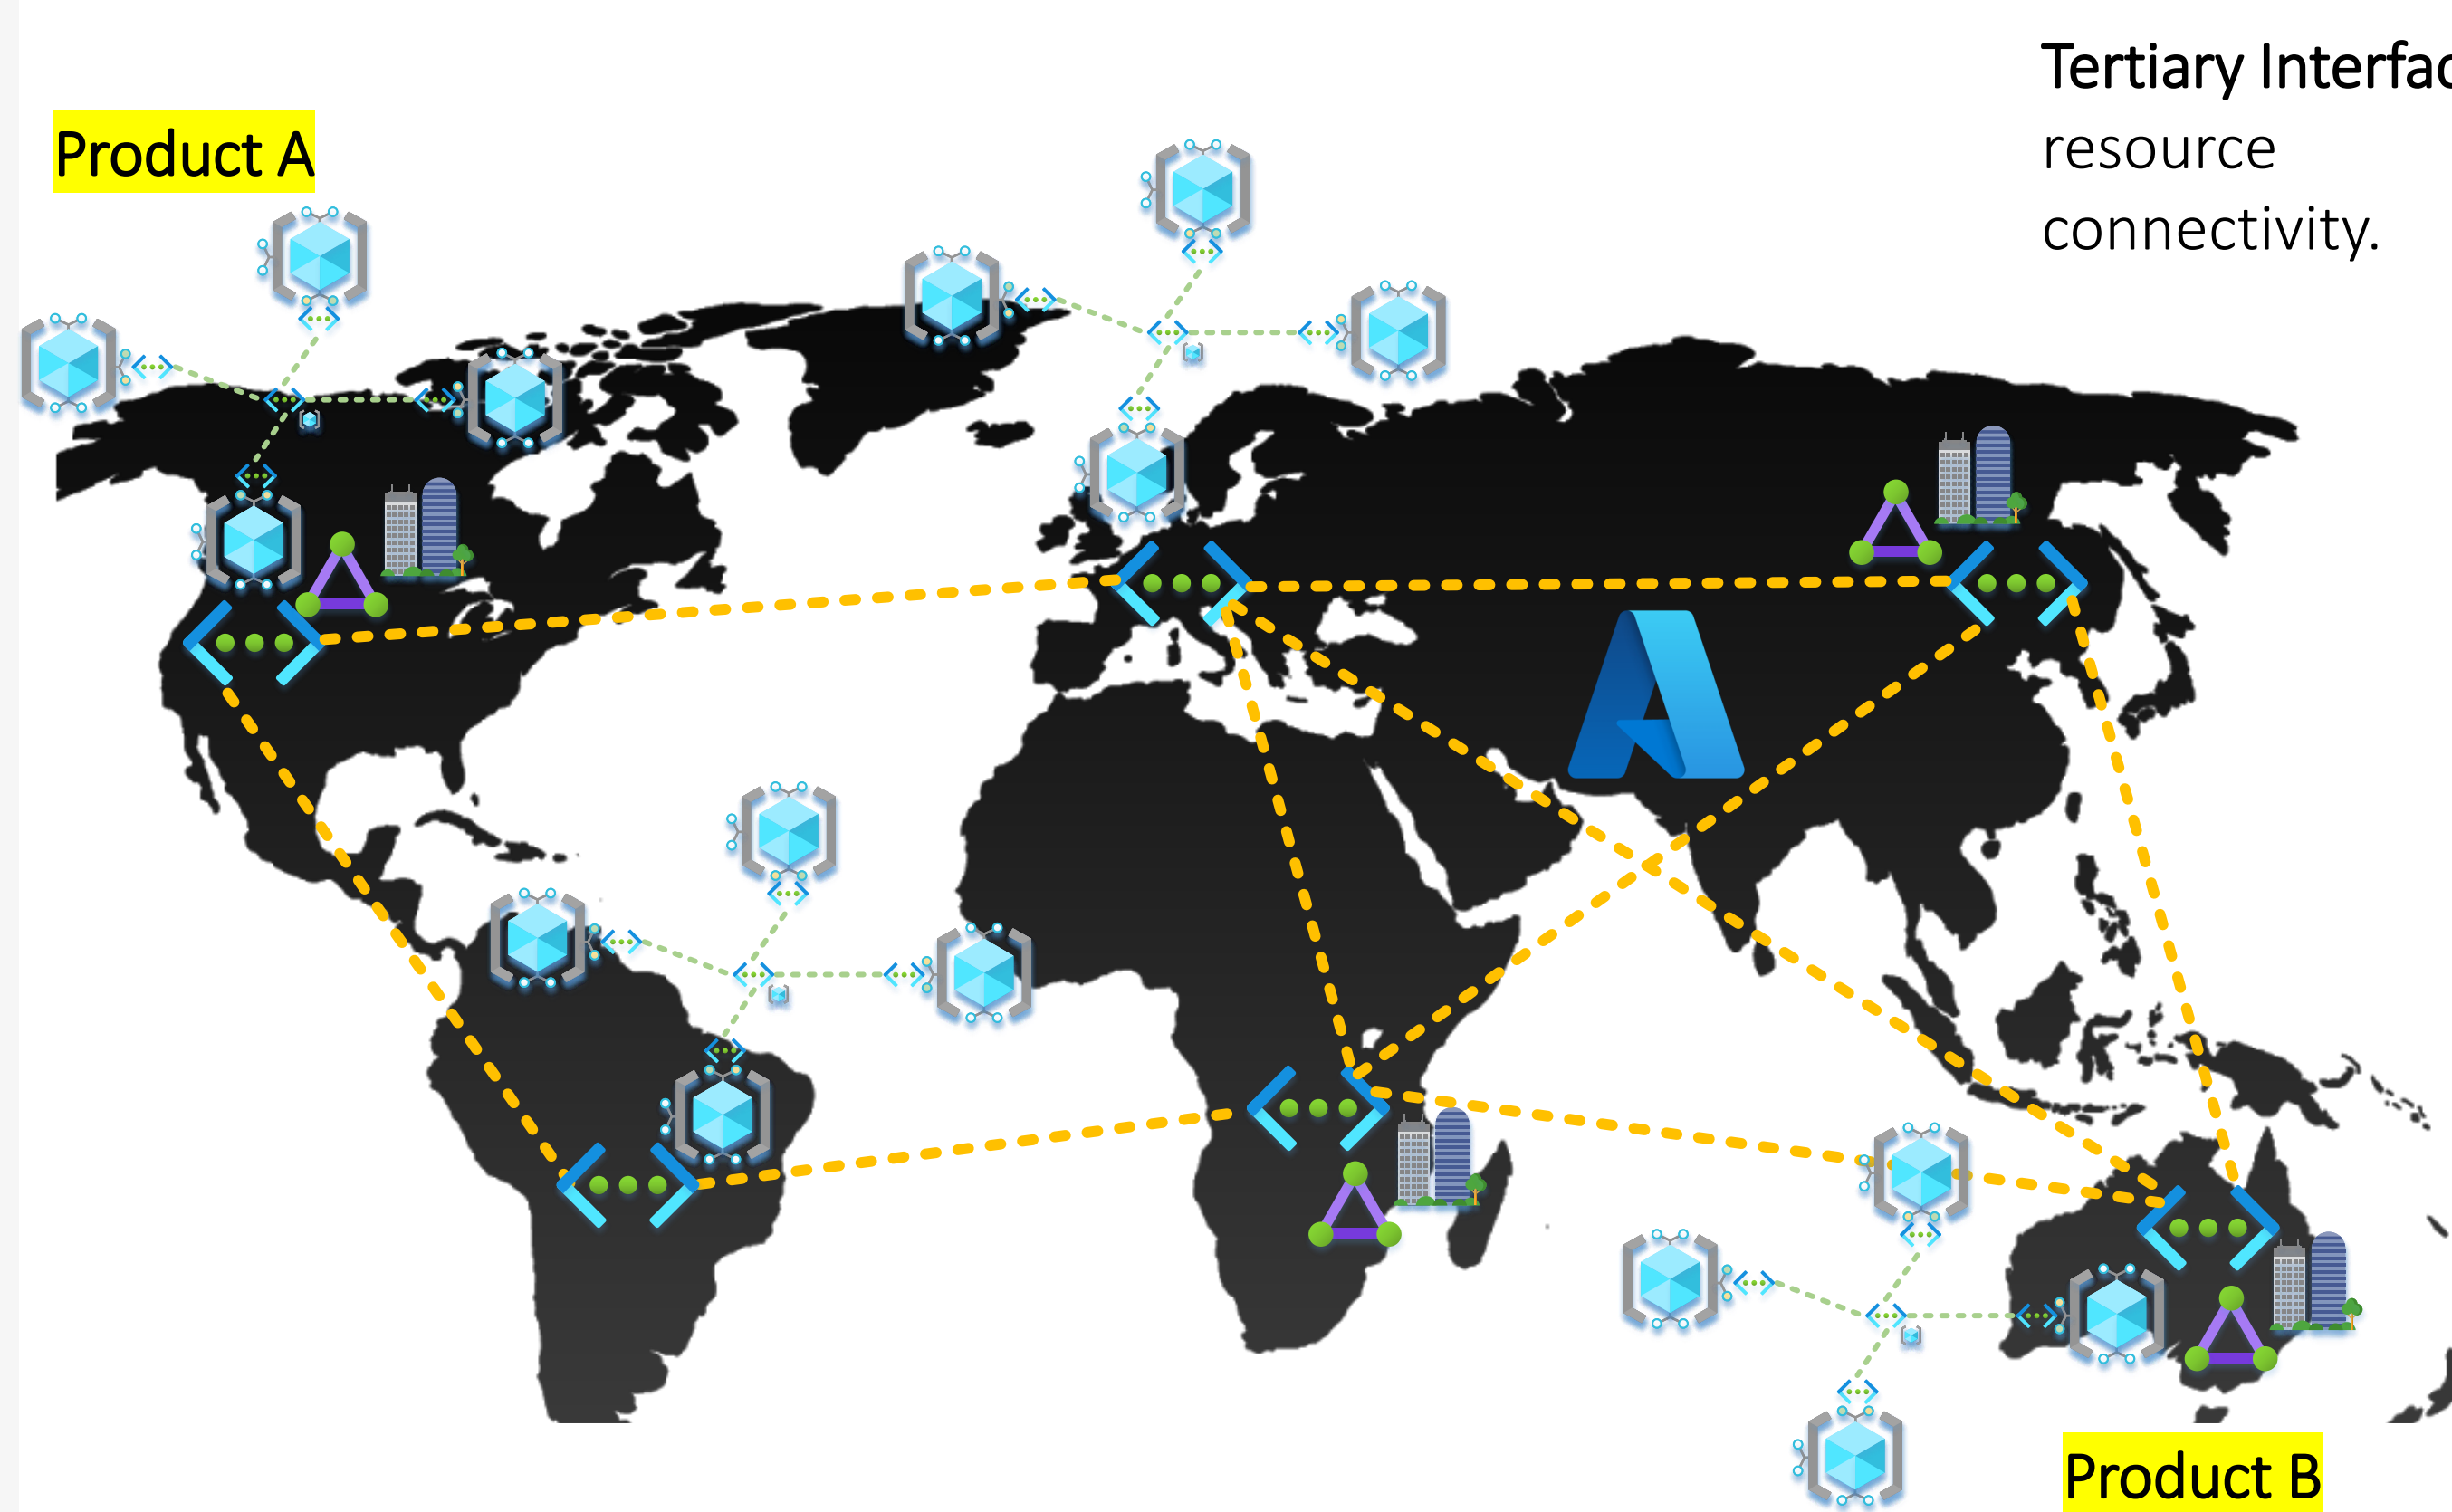 Tertiary Interfac
resource
connectivity.
Product A
Product B